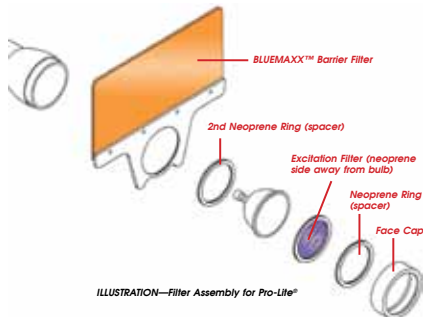 BLUEMAXX™ Barrier Filter
2nd Neoprene Ring (spacer)
Excitation Filter (neoprene
side away from bulb)
Neoprene Ring
(spacer)
Face Cap
ILLUSTRATION—Filter Assembly for Pro-Lite®